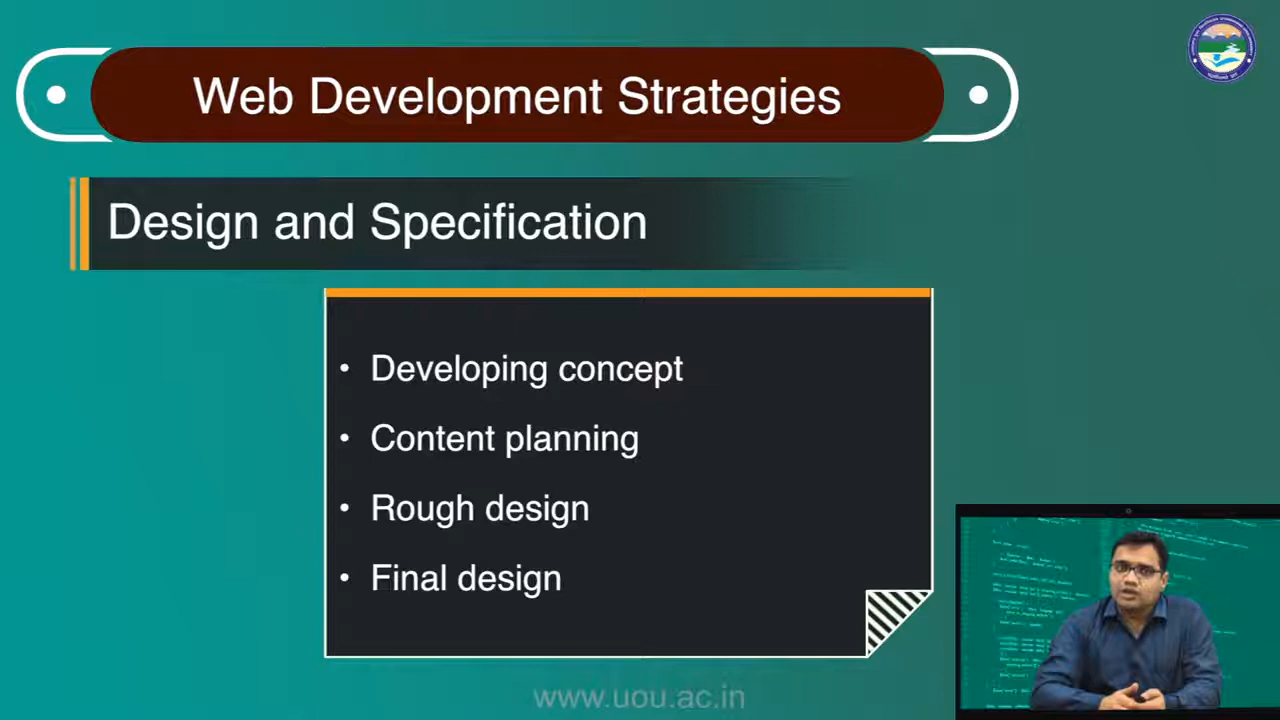 Web Development Strategies
Design and Specification
• Developing concept
• Content planning
• Rough design
• Final design
www.uou.ac.in